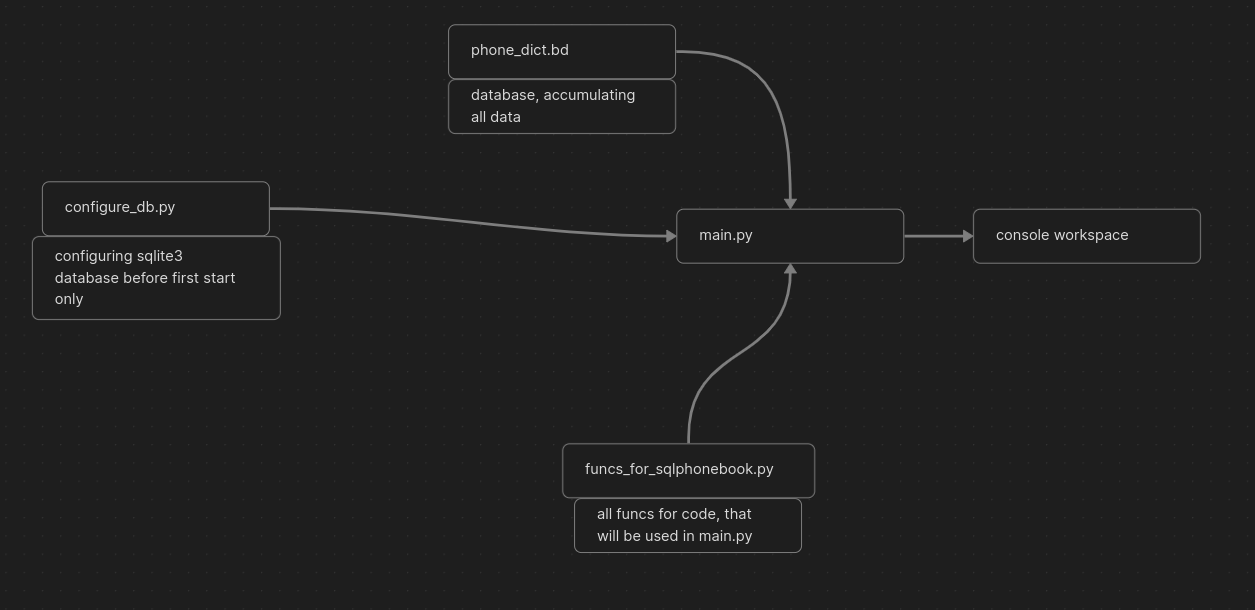 phone_dict.bd
database, accumulating
all data
configure_db.py
configuring sqlite3
database before first start
only
main.py
console workspace
funcs_for_sqlphonebook.py
all funcs for code, that
will be used in main.py